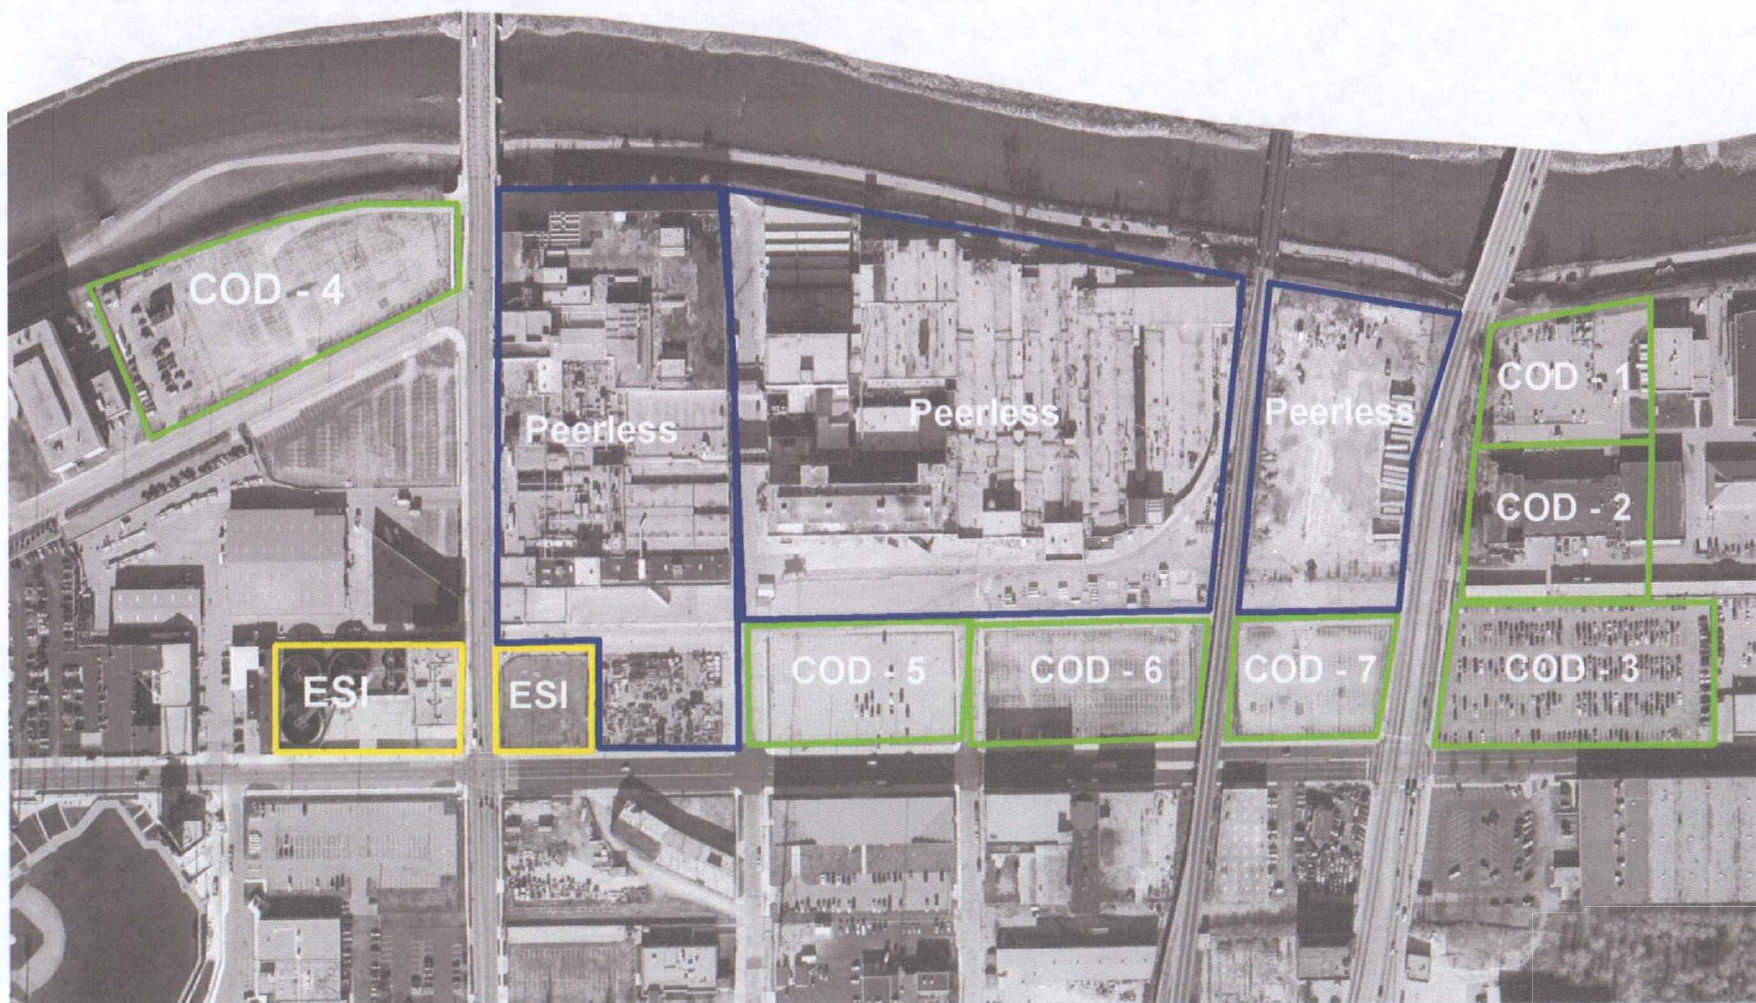 COD - 4
Peerless
Peerless
Peerless
COD - 1
COD - 2
ESI
ESI
COD - 5
COD - 6
COD - 7
COD - 3